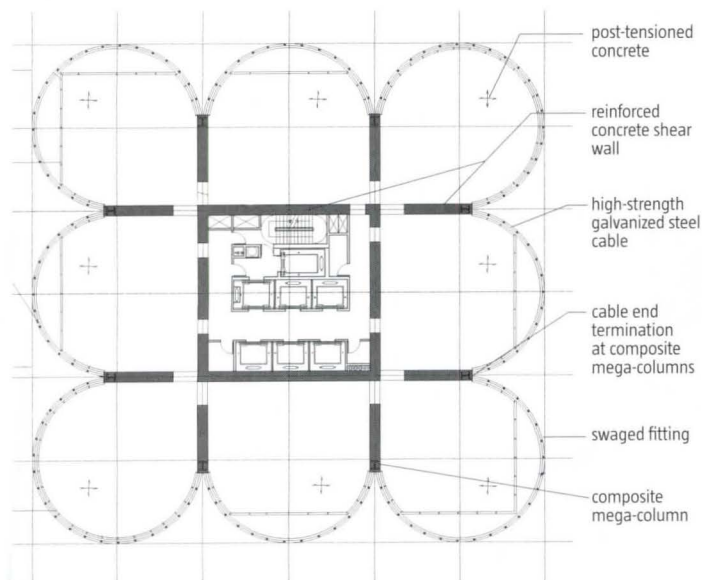 post-tensioned
concrete
reinforced
concrete shear
wall
high-strength
galvanized steel
cable
cable end
termination
at composite
mega-columns
swaged fitting
composite
mega-column